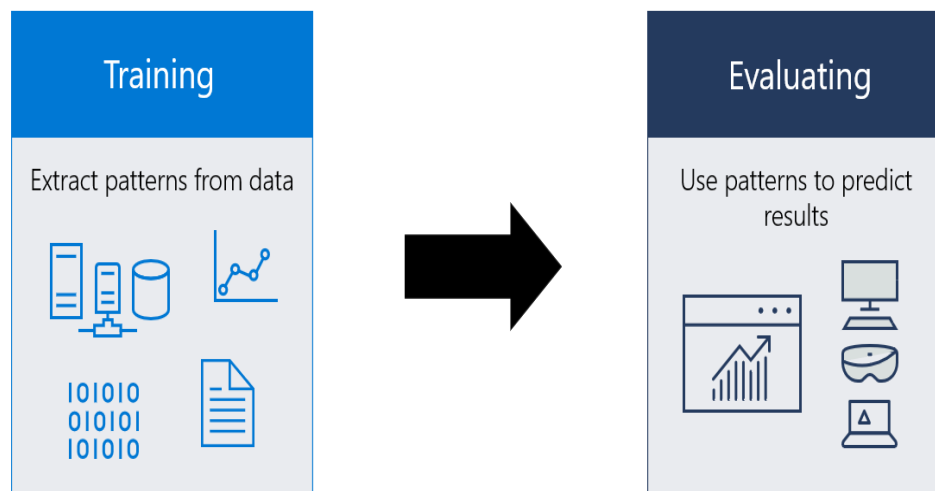 Training
Extract patterns from data
101010
010101
101010
Evaluating
Use patterns to predict
results